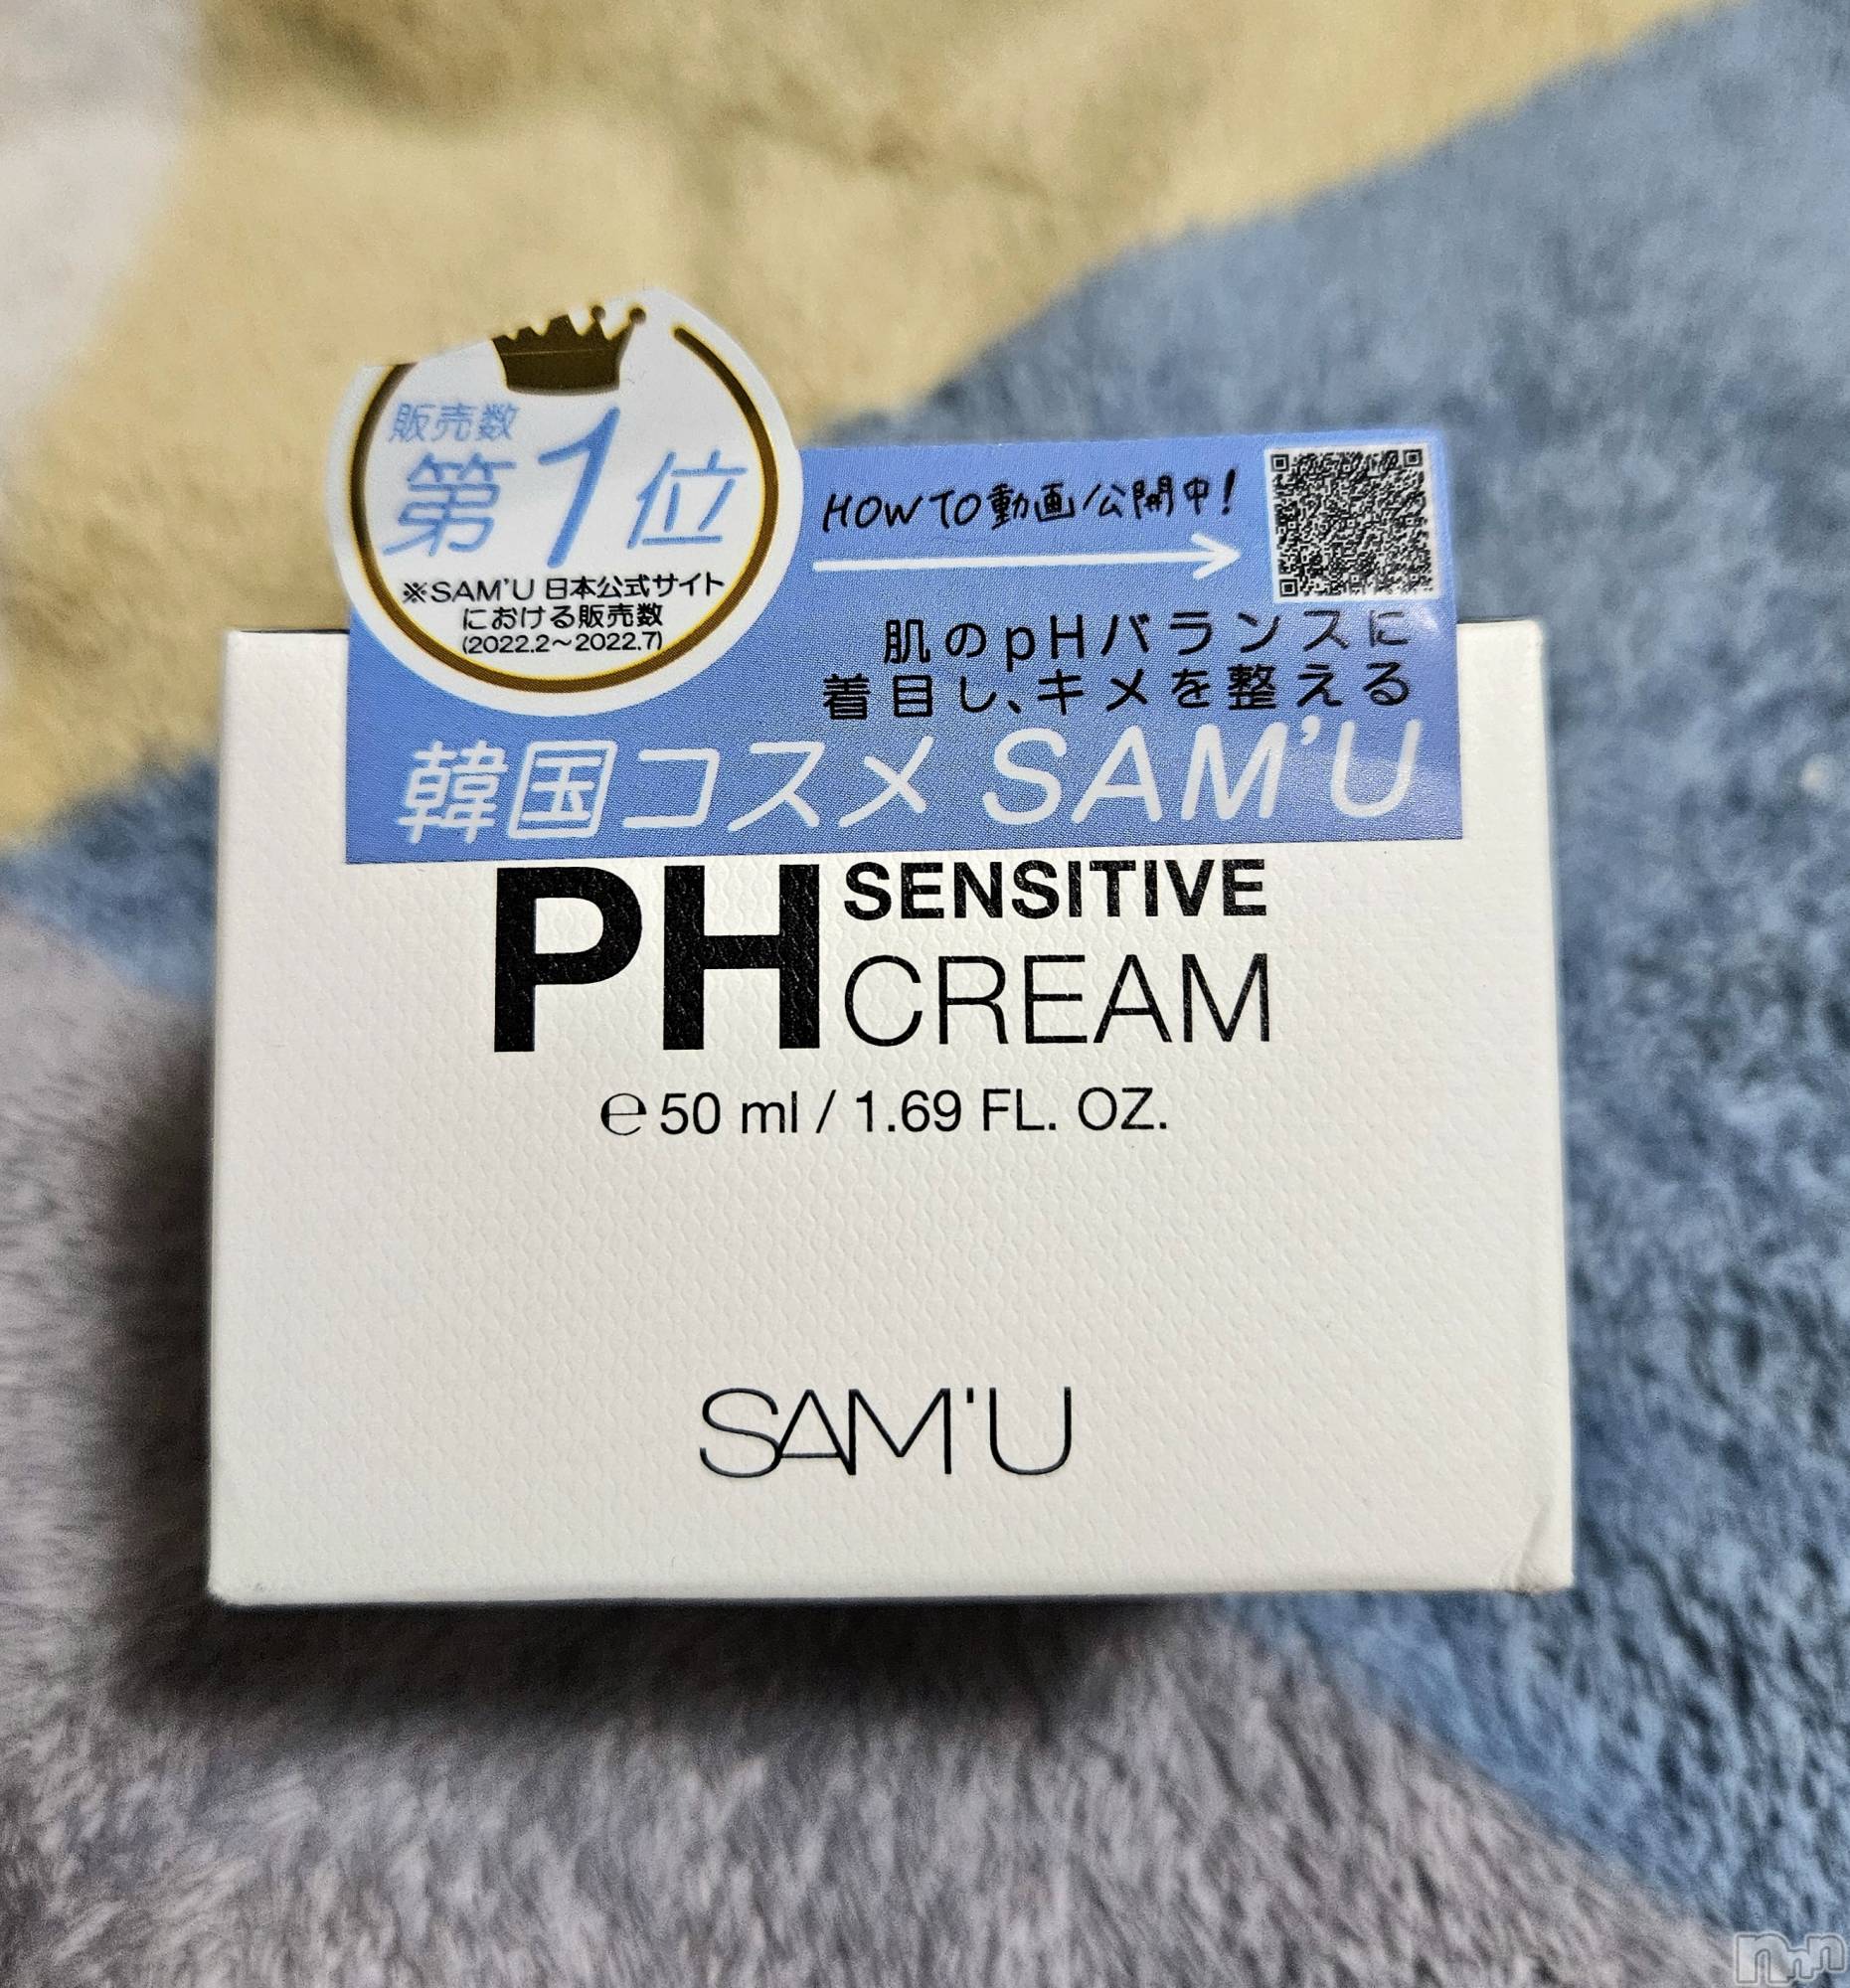 販売数
第1位
※SAM'U 日本公式サイト
における販売数
(2022.2～2022.7)
HOW TO 動画公開中!
肌のpHバランスに
着目し、キメを整える
韓国コスメ SAM'U
PH SENSITIVE
CREAM
℮ 50 ml / 1.69 FL. OZ.
SAM'U